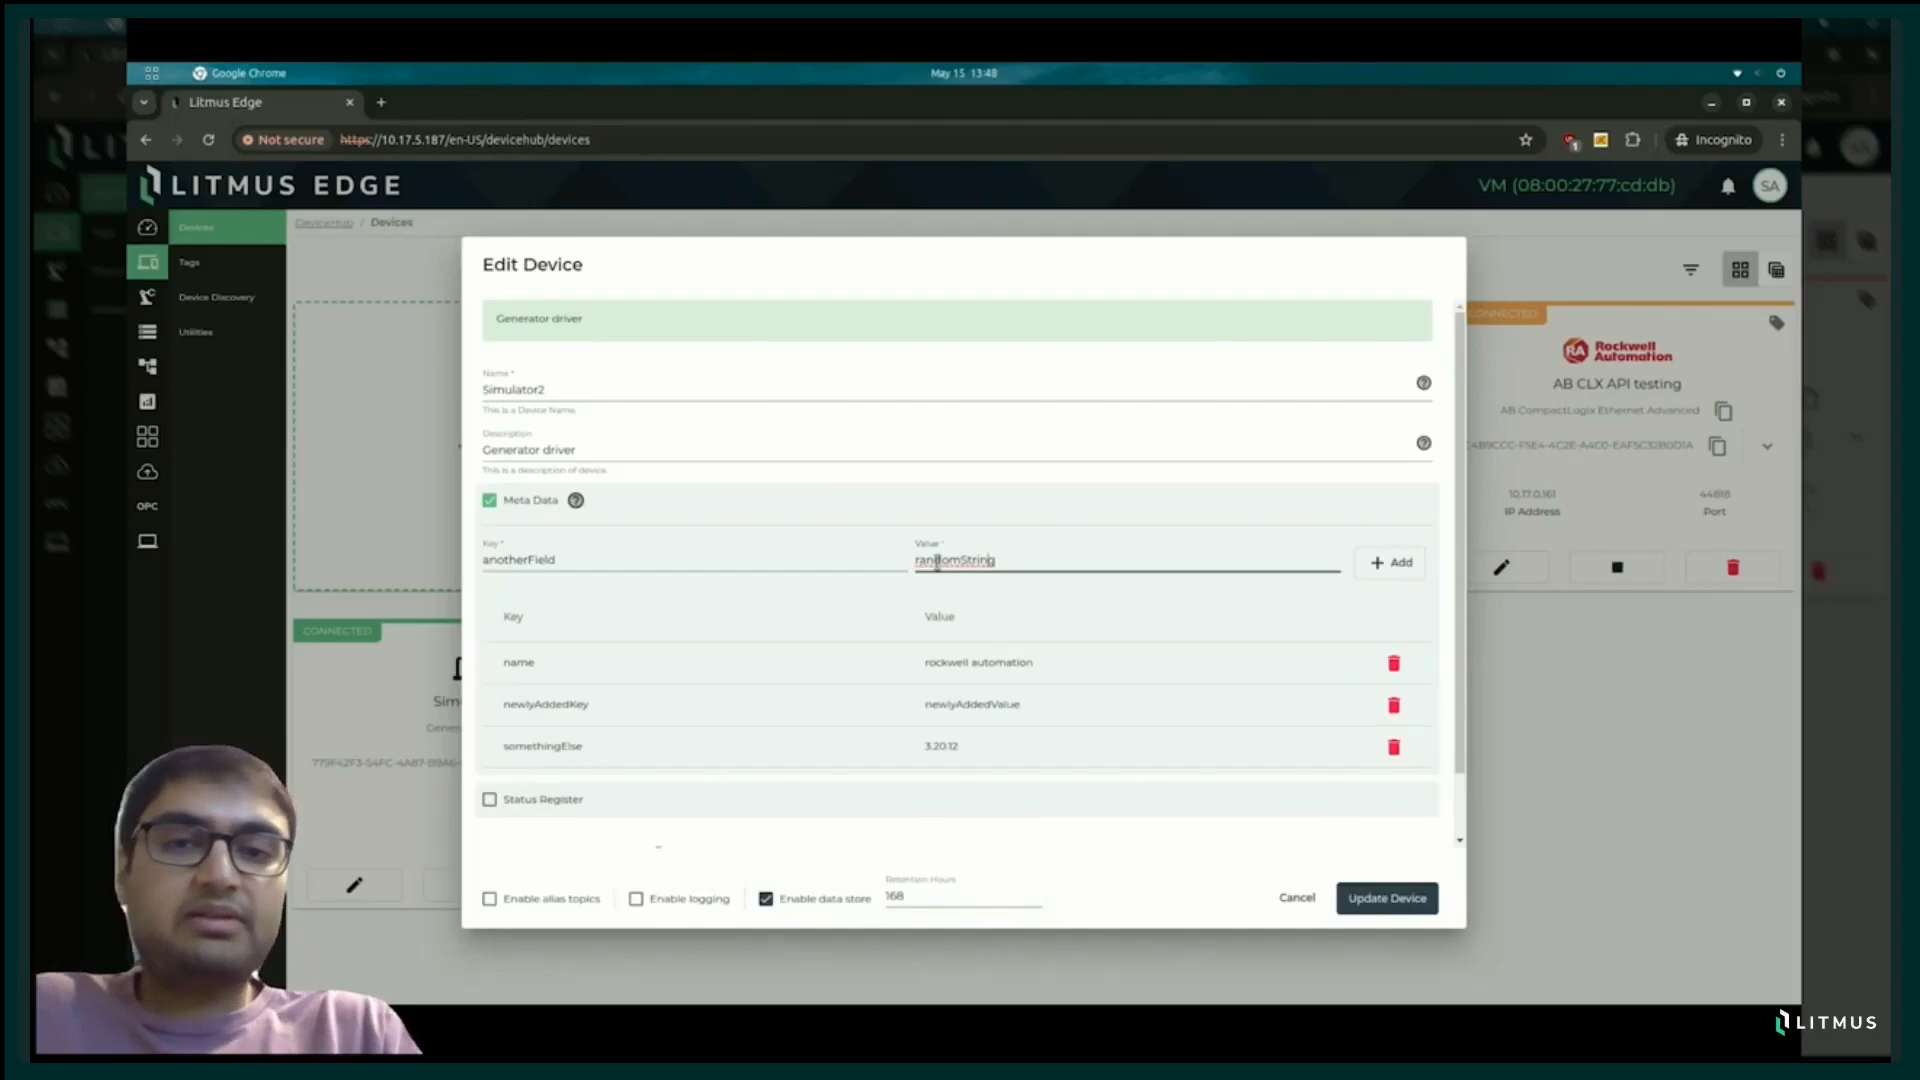 Google Chrome
May 15 13:48
Litmus Edge
Not secure
https://10.17.5.187/en-US/devicehub/devices
1
Incognito
LITMUS EDGE
VM (08:00:27:77:cd:db)
SA
Devices
DeviceHub / Devices
Tags
Device Discovery
Utilities
OPC
Edit Device
Generator driver
Name *
Simulator2
This is a Device Name.
Description
Generator driver
This is a description of device.
Meta Data
Key *
anotherField
Value *
randomString
+ Add
Key
Value
name
rockwell automation
newlyAddedKey
newlyAddedValue
somethingElse
3.20.12
Status Register
Enable alias topics
Enable logging
Enable data store
Retention Hours
168
Cancel
Update Device
CONNECTED
RA
Rockwell
Automation
AB CLX API testing
AB CompactLogix Ethernet Advanced
10.17.0.161
IP Address
44818
Port
CONNECTED
LITMUS